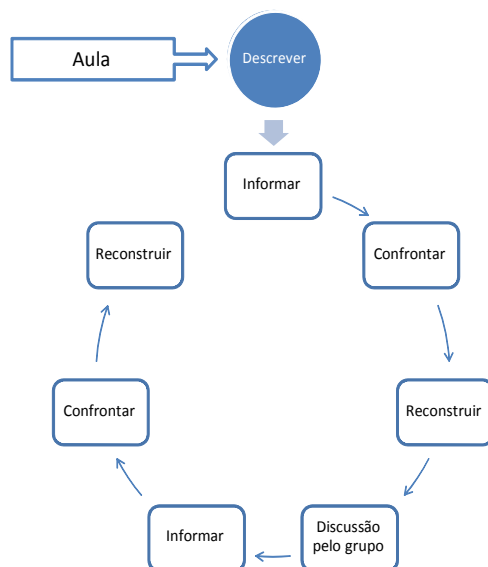 Aula
Descrever
Informar
Confrontar
Reconstruir
Discussão
pelo grupo
Informar
Confrontar
Reconstruir